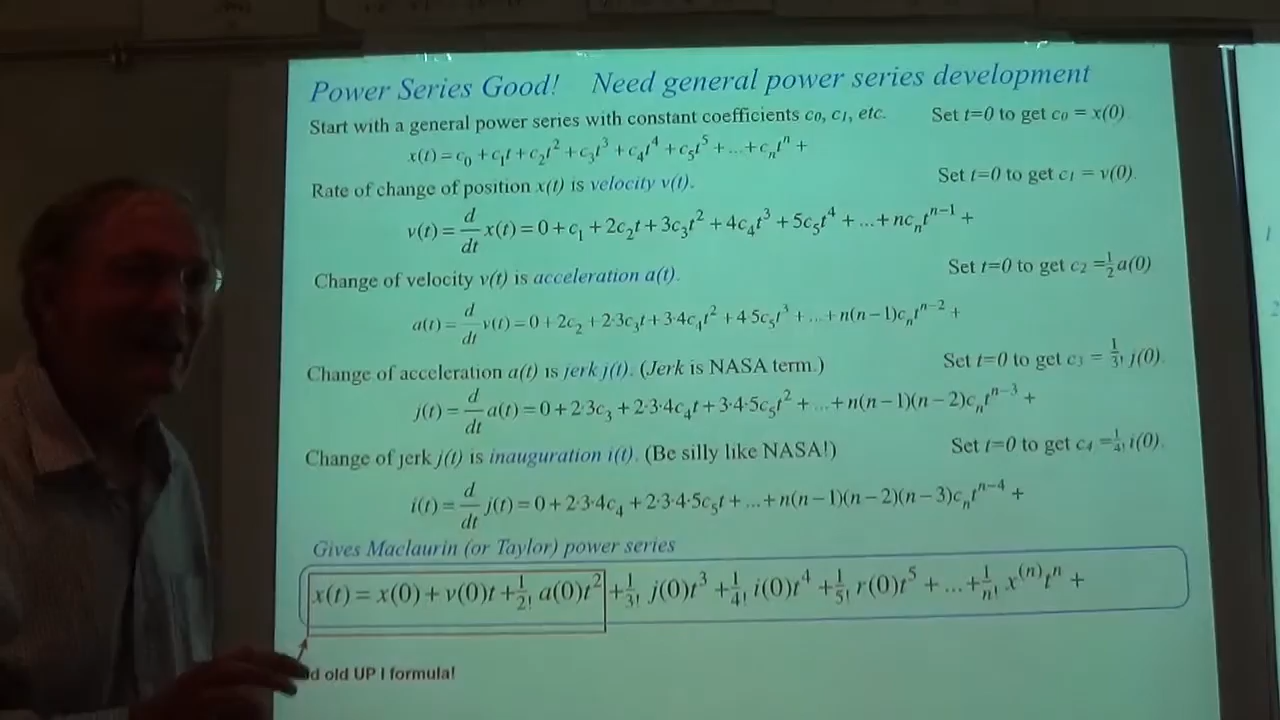 Power Series Good! Need general power series development
Start with a general power series with constant coefficients c₀, c₁, etc. Set t=0 to get c₀ = x(0).
x(t) = c₀ + c₁t + c₂t² + c₃t³ + c₄t⁴ + c₅t⁵ + ... + cₙtⁿ +
Rate of change of position x(t) is velocity v(t). Set t=0 to get c₁ = v(0).
v(t) = d/dt x(t) = 0 + c₁ + 2c₂t + 3c₃t² + 4c₄t³ + 5c₅t⁴ + ... + ncₙtⁿ⁻¹ +
Change of velocity v(t) is acceleration a(t). Set t=0 to get c₂ = ½a(0)
a(t) = d/dt v(t) = 0 + 2c₂ + 2·3c₃t + 3·4c₄t² + 4·5c₅t³ + ... + n(n−1)cₙtⁿ⁻² +
Change of acceleration a(t) is jerk j(t). (Jerk is NASA term.) Set t=0 to get c₃ = 1/3! j(0).
j(t) = d/dt a(t) = 0 + 2·3c₃ + 2·3·4c₄t + 3·4·5c₅t² + ... + n(n−1)(n−2)cₙtⁿ⁻³ +
Change of jerk j(t) is inauguration i(t). (Be silly like NASA!) Set t=0 to get c₄ = 1/4! i(0).
i(t) = d/dt j(t) = 0 + 2·3·4c₄ + 2·3·4·5c₅t + ... + n(n−1)(n−2)(n−3)cₙtⁿ⁻⁴ +
Gives Maclaurin (or Taylor) power series
x(t) = x(0) + v(0)t + 1/2! a(0)t² + 1/3! j(0)t³ + 1/4! i(0)t⁴ + 1/5! r(0)t⁵ + ... + 1/n! x⁽ⁿ⁾tⁿ +
d old UP I formula!